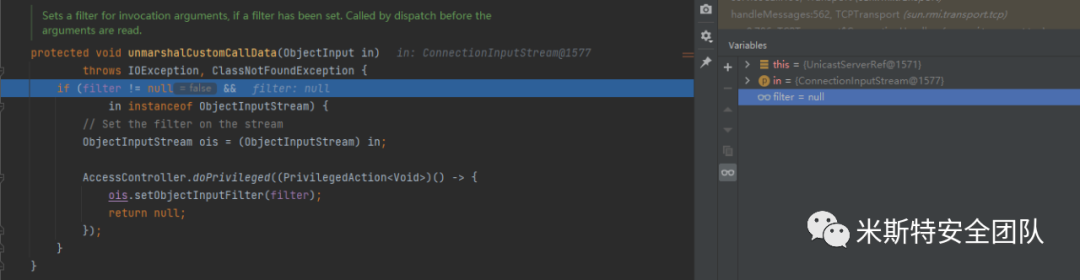 Sets a filter for invocation arguments, if a filter has been set. Called by dispatch before the
arguments are read.
protected void unmarshalCustomCallData(ObjectInput in) in: ConnectionInputStream@1577
throws IOException, ClassNotFoundException {
if (filter != null = false && filter: null
in instanceof ObjectInputStream) {
// Set the filter on the stream
ObjectInputStream ois = (ObjectInputStream) in;
AccessController.doPrivileged((PrivilegedAction<Void>)() -> {
ois.setObjectInputFilter(filter);
return null;
});
}
}
handleMessages:562, TCPTransport (sun.rmi.transport.tcp)
Variables
this = {UnicastServerRef@1571}
in = {ConnectionInputStream@1577}
filter = null
米斯特安全团队